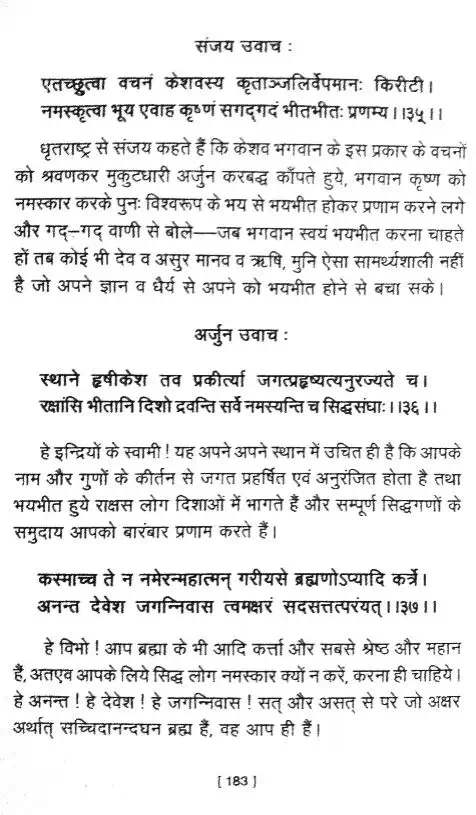 संजय उवाच :
एतच्छ्रुत्वा वचनं केशवस्य कृताञ्जलिर्वेपमानः किरीटी।
नमस्कृत्वा भूय एवाह कृष्णं सगद्गदं भीतभीतः प्रणम्य।।३५।।
धृतराष्ट्र से संजय कहते हैं कि केशव भगवान के इस प्रकार के वचनों
को श्रवणकर मुकुटधारी अर्जुन करबद्ध काँपते हुये, भगवान कृष्ण को
नमस्कार करके पुनः विश्वरूप के भय से भयभीत होकर प्रणाम करने लगे
और गद्-गद् वाणी से बोले—जब भगवान स्वयं भयभीत करना चाहते
हों तब कोई भी देव व असुर मानव व ऋषि, मुनि ऐसा सामर्थ्यशाली नहीं
है जो अपने ज्ञान व धैर्य से अपने को भयभीत होने से बचा सके।
अर्जुन उवाच :
स्थाने हृषीकेश तव प्रकीर्त्या जगत्प्रहृष्यत्यनुरज्यते च।
रक्षांसि भीतानि दिशो द्रवन्ति सर्वे नमस्यन्ति च सिद्धसंघाः।।३६।।
हे इन्द्रियों के स्वामी ! यह अपने अपने स्थान में उचित ही है कि आपके
नाम और गुणों के कीर्तन से जगत प्रहर्षित एवं अनुरंजित होता है तथा
भयभीत हुये राक्षस लोग दिशाओं में भागते हैं और सम्पूर्ण सिद्धगणों के
समुदाय आपको बारंबार प्रणाम करते हैं।
कस्माच्च ते न नमेरन्महात्मन् गरीयसे ब्रह्मणोऽप्यादि कर्त्रे।
अनन्त देवेश जगन्निवास त्वमक्षरं सदसत्तत्परंयत्।।३७।।
हे विभो ! आप ब्रह्मा के भी आदि कर्त्ता और सबसे श्रेष्ठ और महान
हैं, अतएव आपके लिये सिद्ध लोग नमस्कार क्यों न करें, करना ही चाहिये।
हे अनन्त ! हे देवेश ! हे जगन्निवास ! सत् और असत् से परे जो अक्षर
अर्थात् सच्चिदानन्दघन ब्रह्म हैं, वह आप ही हैं।
[ 183 ]